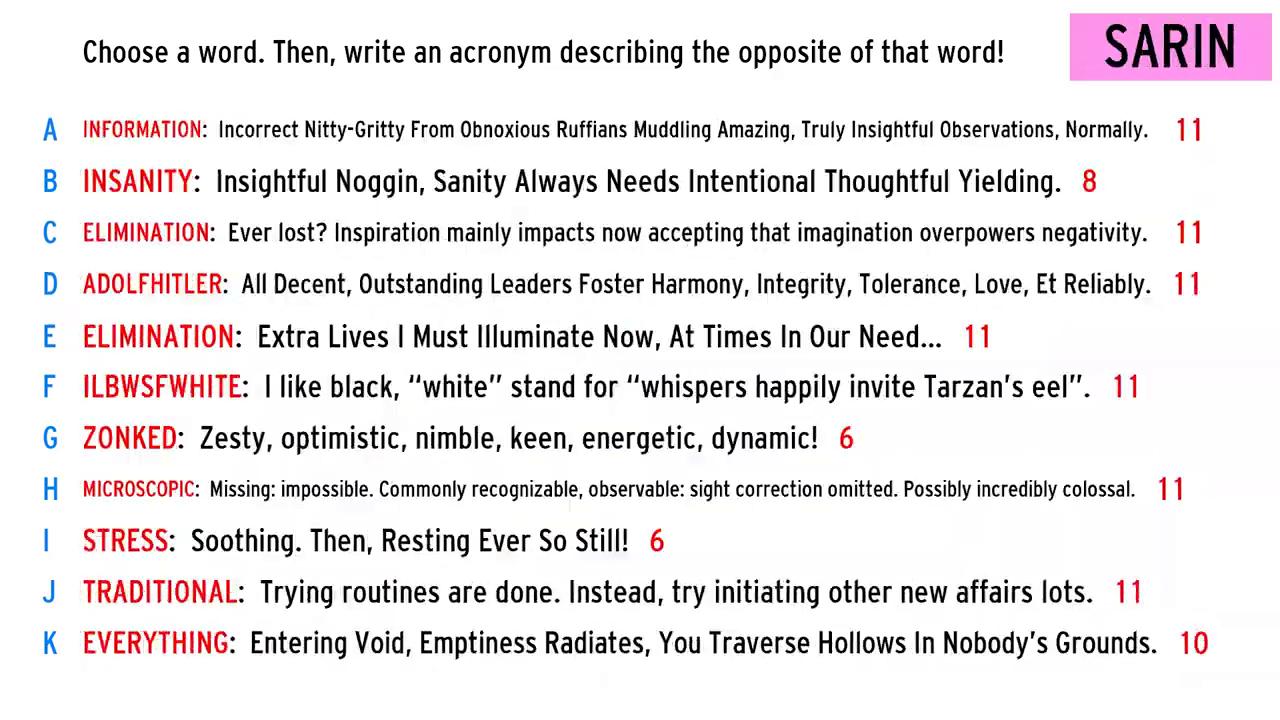 Choose a word. Then, write an acronym describing the opposite of that word!
SARIN
A INFORMATION: Incorrect Nitty-Gritty From Obnoxious Ruffians Muddling Amazing, Truly Insightful Observations, Normally. 11
B INSANITY: Insightful Noggin, Sanity Always Needs Intentional Thoughtful Yielding. 8
C ELIMINATION: Ever lost? Inspiration mainly impacts now accepting that imagination overpowers negativity. 11
D ADOLFHITLER: All Decent, Outstanding Leaders Foster Harmony, Integrity, Tolerance, Love, Et Reliably. 11
E ELIMINATION: Extra Lives I Must Illuminate Now, At Times In Our Need... 11
F ILBWSFWHITE: I like black, “white” stand for “whispers happily invite Tarzan’s eel”. 11
G ZONKED: Zesty, optimistic, nimble, keen, energetic, dynamic! 6
H MICROSCOPIC: Missing: impossible. Commonly recognizable, observable: sight correction omitted. Possibly incredibly colossal. 11
I STRESS: Soothing. Then, Resting Ever So Still! 6
J TRADITIONAL: Trying routines are done. Instead, try initiating other new affairs lots. 11
K EVERYTHING: Entering Void, Emptiness Radiates, You Traverse Hollows In Nobody’s Grounds. 10